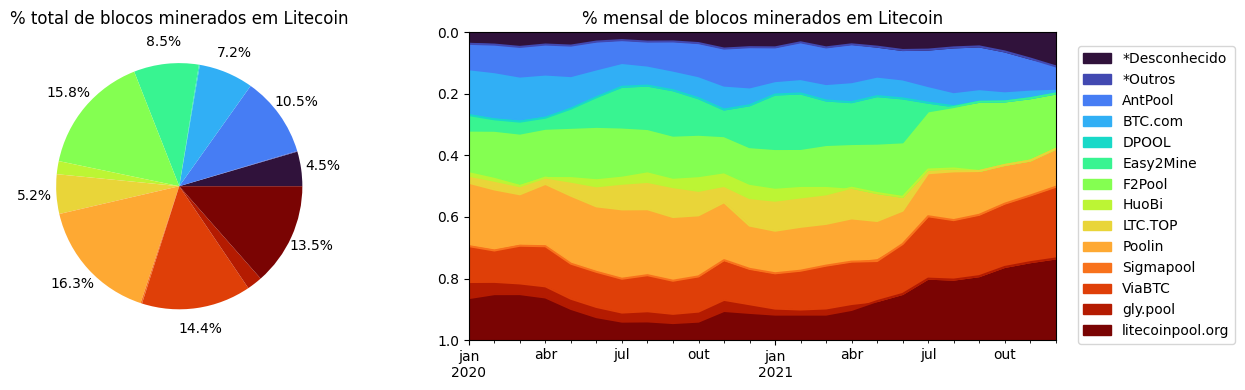 % total de blocos minerados em Litecoin
8.5%
7.2%
15.8%
10.5%
4.5%
5.2%
13.5%
16.3%
14.4%
% mensal de blocos minerados em Litecoin
0.0
0.2
0.4
0.6
0.8
1.0
jan
2020
abr
jul
out
jan
2021
abr
jul
out
*Desconhecido
*Outros
AntPool
BTC.com
DPOOL
Easy2Mine
F2Pool
HuoBi
LTC.TOP
Poolin
Sigmapool
ViaBTC
gly.pool
litecoinpool.org